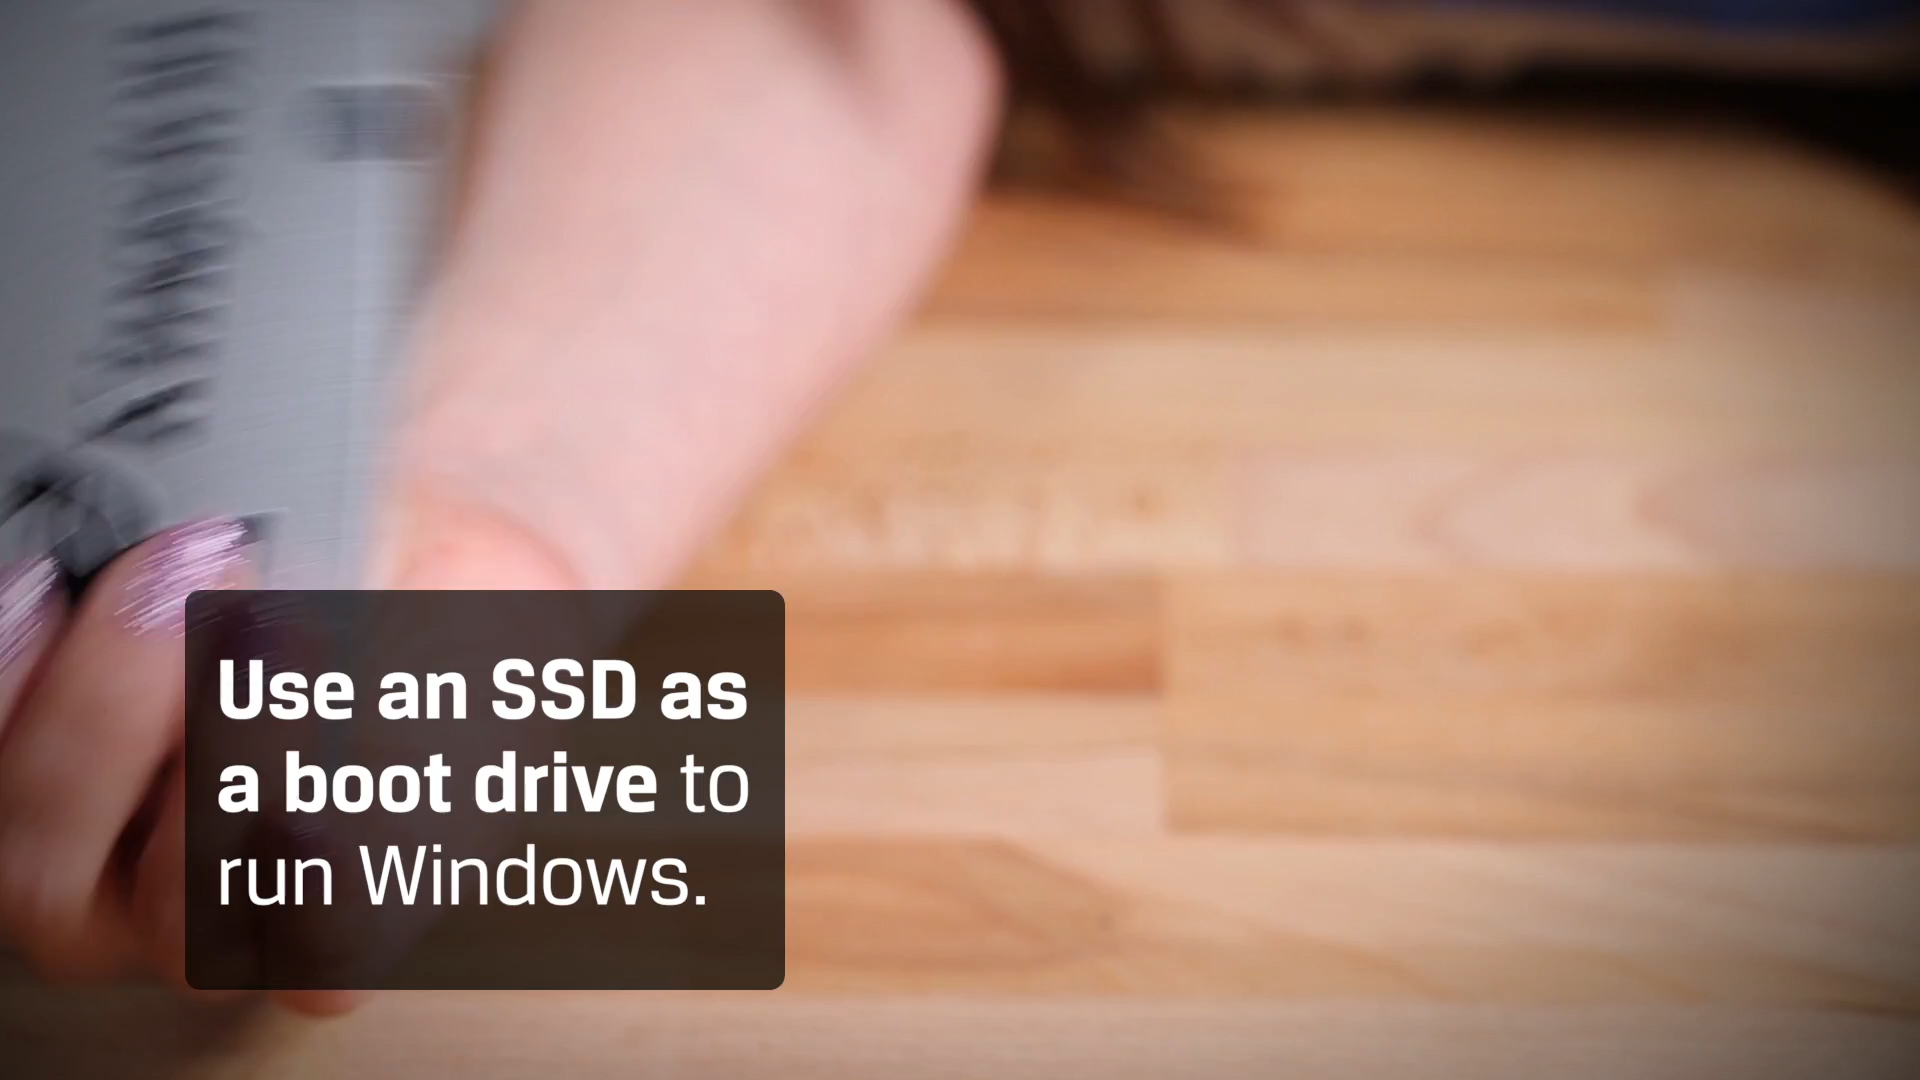 Use an SSD as
a boot drive to
run Windows.